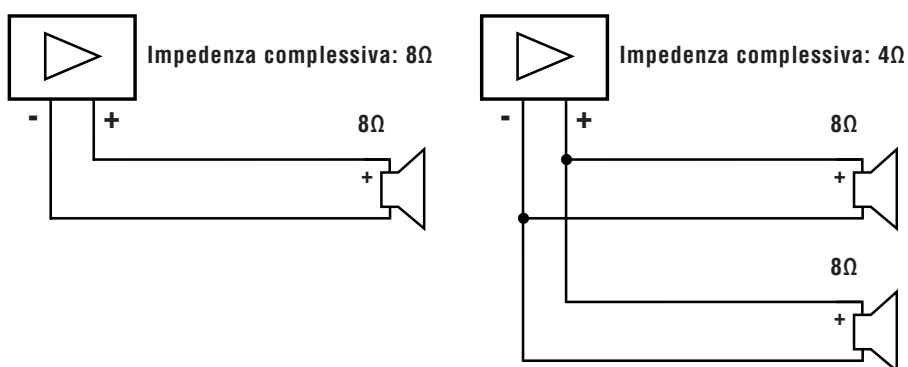 Impedenza complessiva: 8Ω
- +
8Ω
+
Impedenza complessiva: 4Ω
- +
8Ω
+
8Ω
+